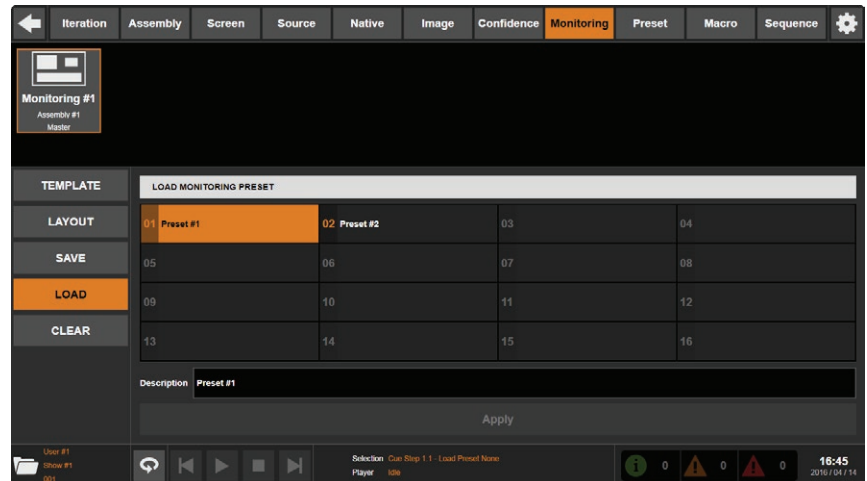 Iteration Assembly Screen Source Native Image Confidence Monitoring Preset Macro Sequence
Monitoring #1
Assembly #1
Master
TEMPLATE
LAYOUT
SAVE
LOAD
CLEAR
LOAD MONITORING PRESET
01 Preset #1 02 Preset #2 03 04
05 06 07 08
09 10 11 12
13 14 15 16
Description Preset #1
Apply
User #1
Show #1
001
Selection Cue Step 1.1 - Load Preset None
Player Idle
0 0 0
16:45
2016 / 04 / 14